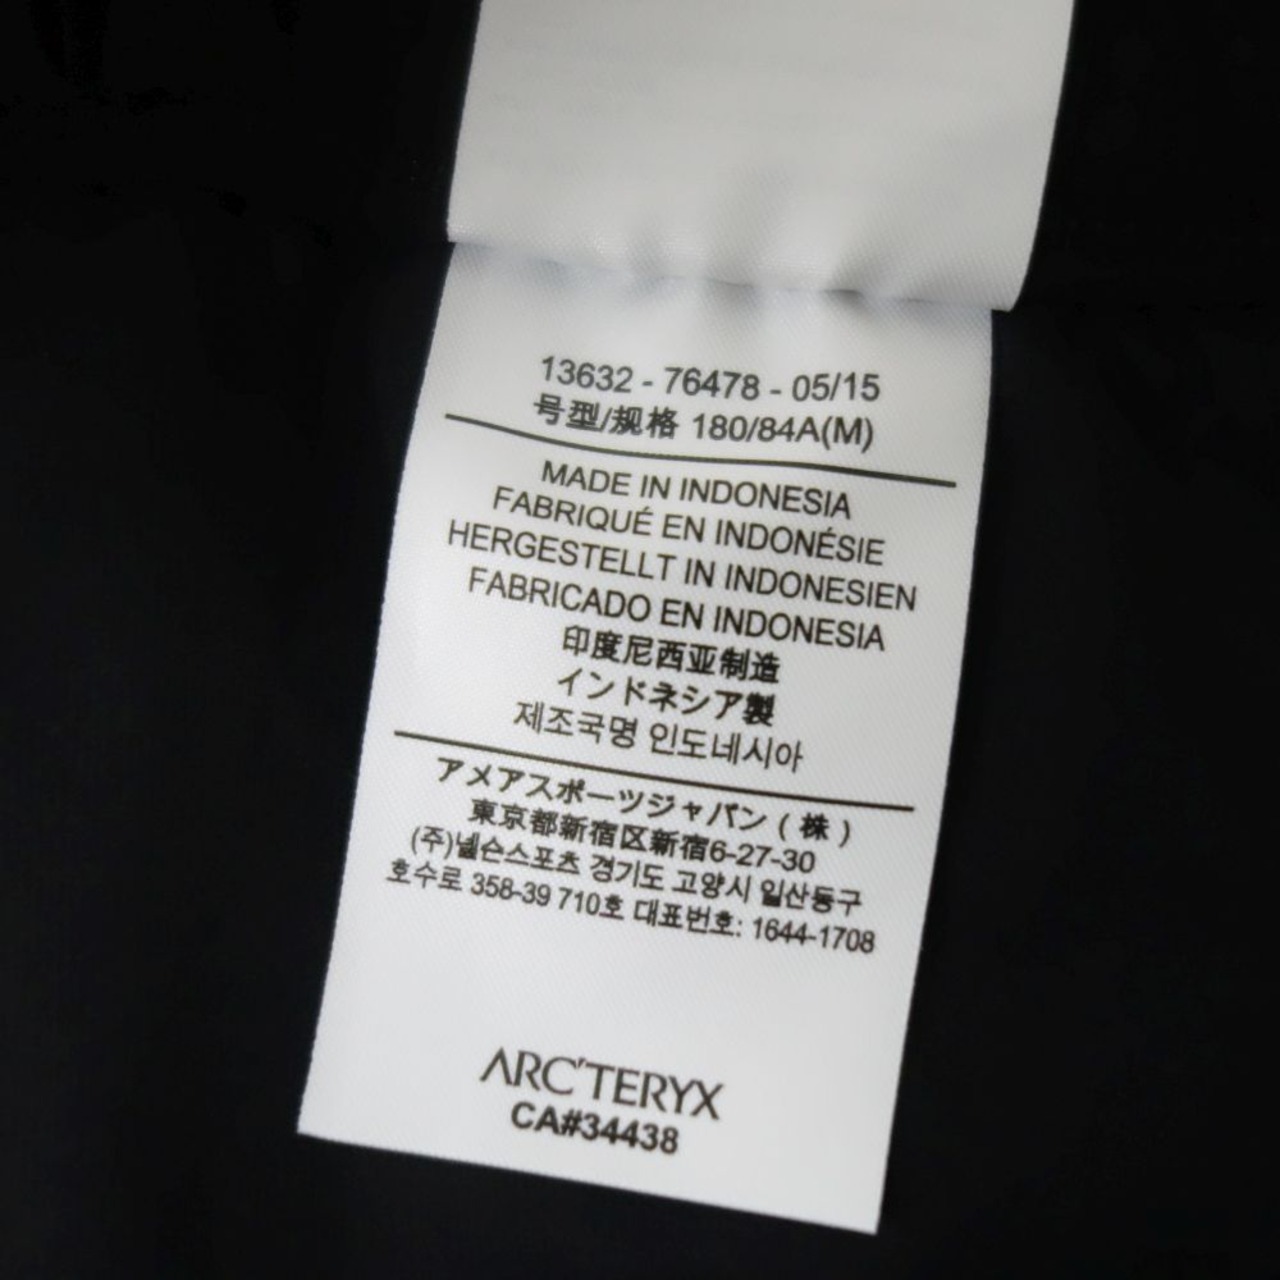 13632 - 76478 - 05/15
号型/规格 180/84A(M)
MADE IN INDONESIA
FABRIQUÉ EN INDONÉSIE
HERGESTELLT IN INDONESIEN
FABRICADO EN INDONESIA
印度尼西亚制造
インドネシア製
제조국명 인도네시아
アメアスポーツジャパン(株)
東京都新宿区新宿6-27-30
(주)넬슨스포츠 경기도 고양시 일산동구
호수로 358-39 710호 대표번호: 1644-1708
ARC'TERYX
CA#34438